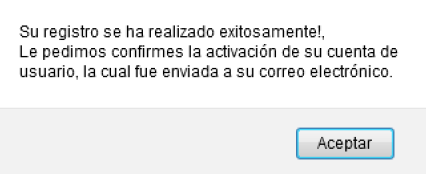 Su registro se ha realizado exitosamente!,
Le pedimos confirmes la activación de su cuenta de
usuario, la cual fue enviada a su correo electrónico.
Aceptar